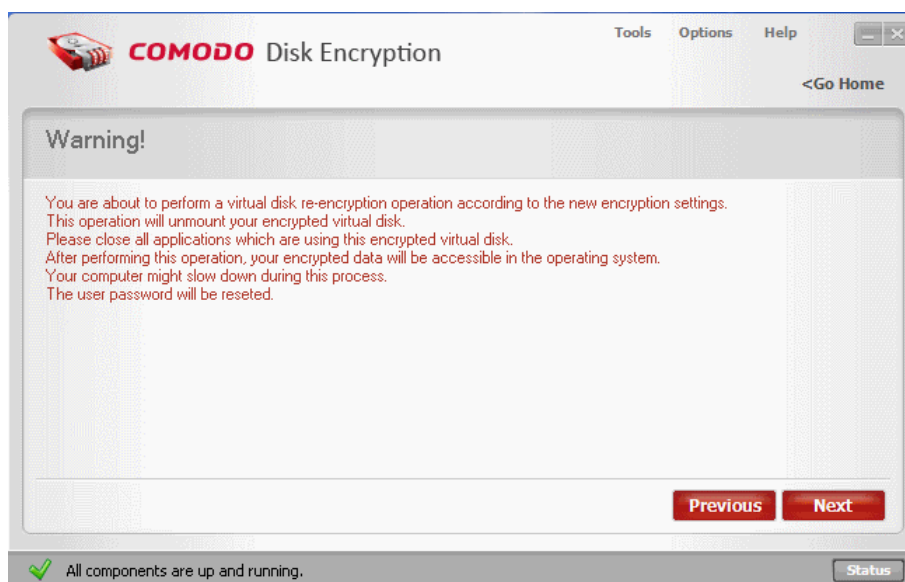 Tools Options Help
COMODO Disk Encryption
<Go Home
Warning!
You are about to perform a virtual disk re-encryption operation according to the new encryption settings.
This operation will unmount your encrypted virtual disk.
Please close all applications which are using this encrypted virtual disk.
After performing this operation, your encrypted data will be accessible in the operating system.
Your computer might slow down during this process.
The user password will be reseted.
Previous Next
All components are up and running. Status